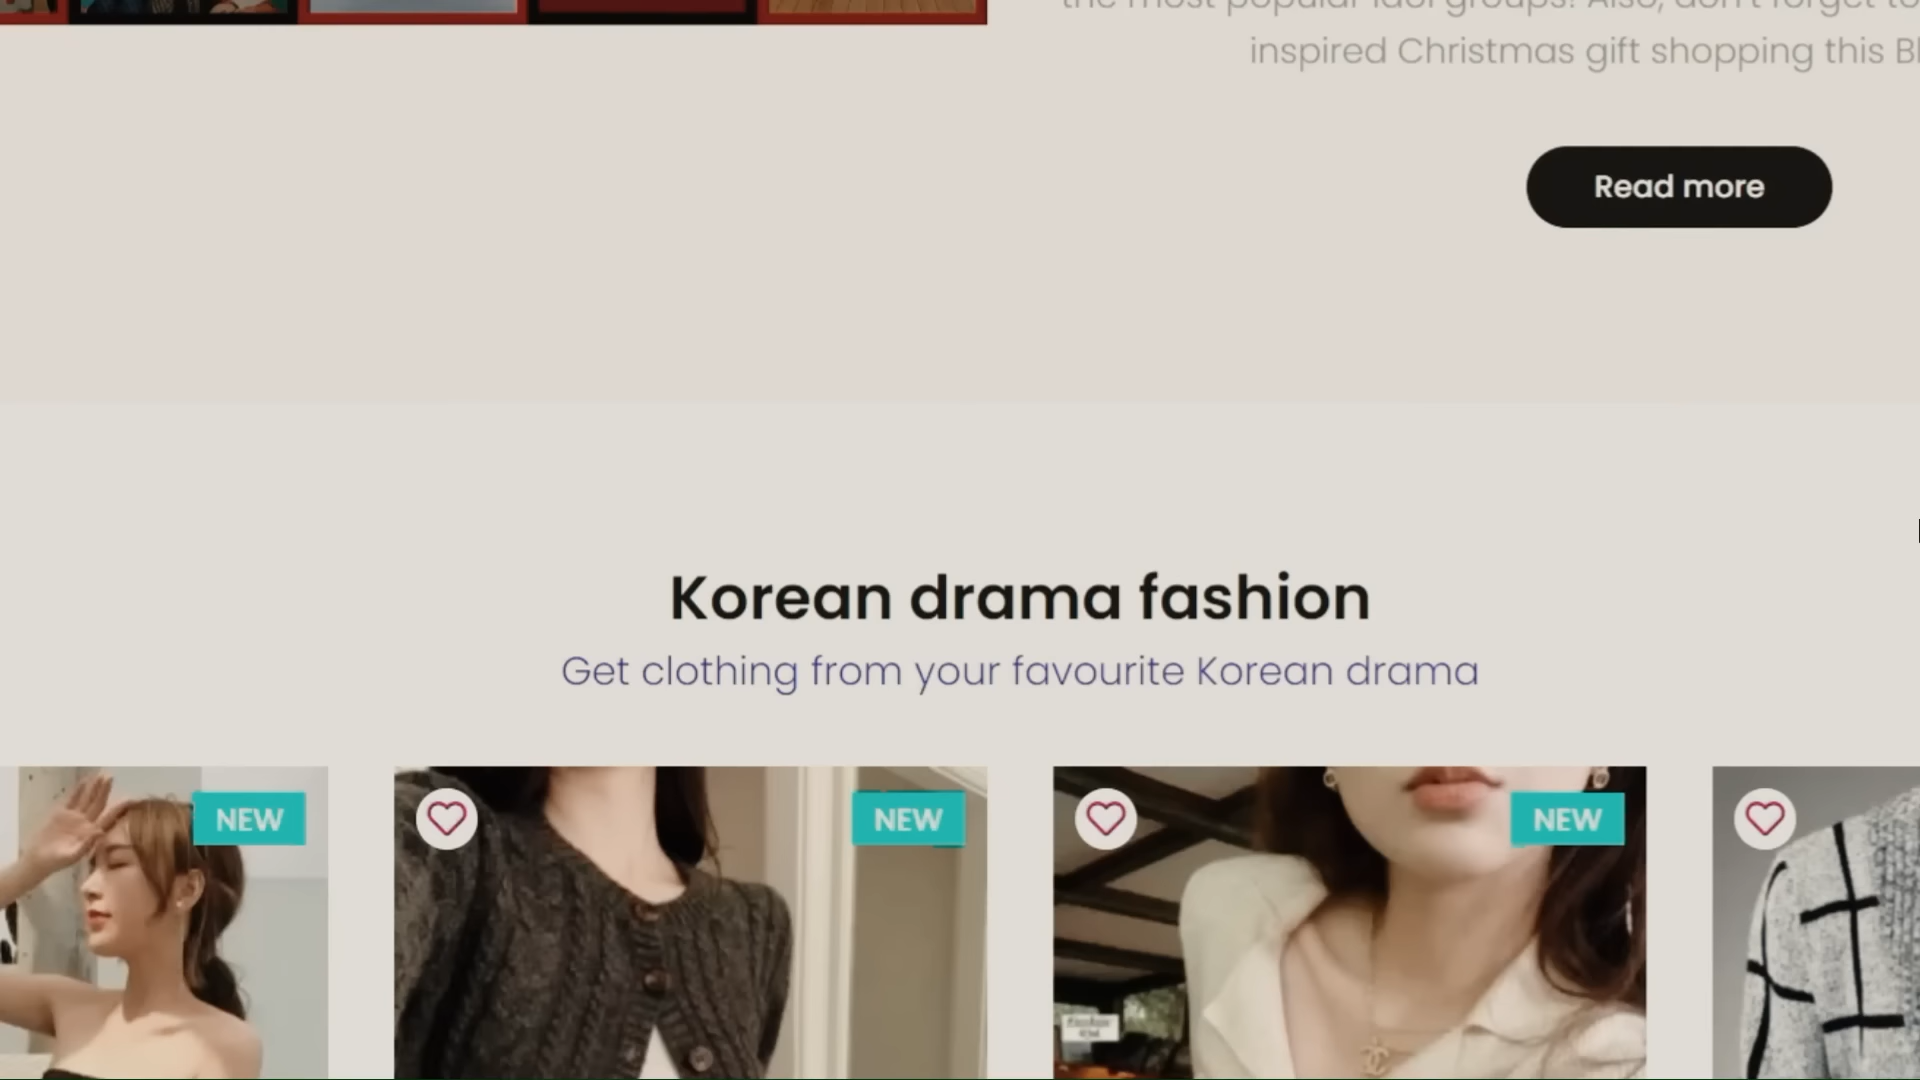 the most popular idol groups! Also, don't forget to
inspired Christmas gift shopping this
Read more
Korean drama fashion
Get clothing from your favourite Korean drama
NEW
NEW
NEW